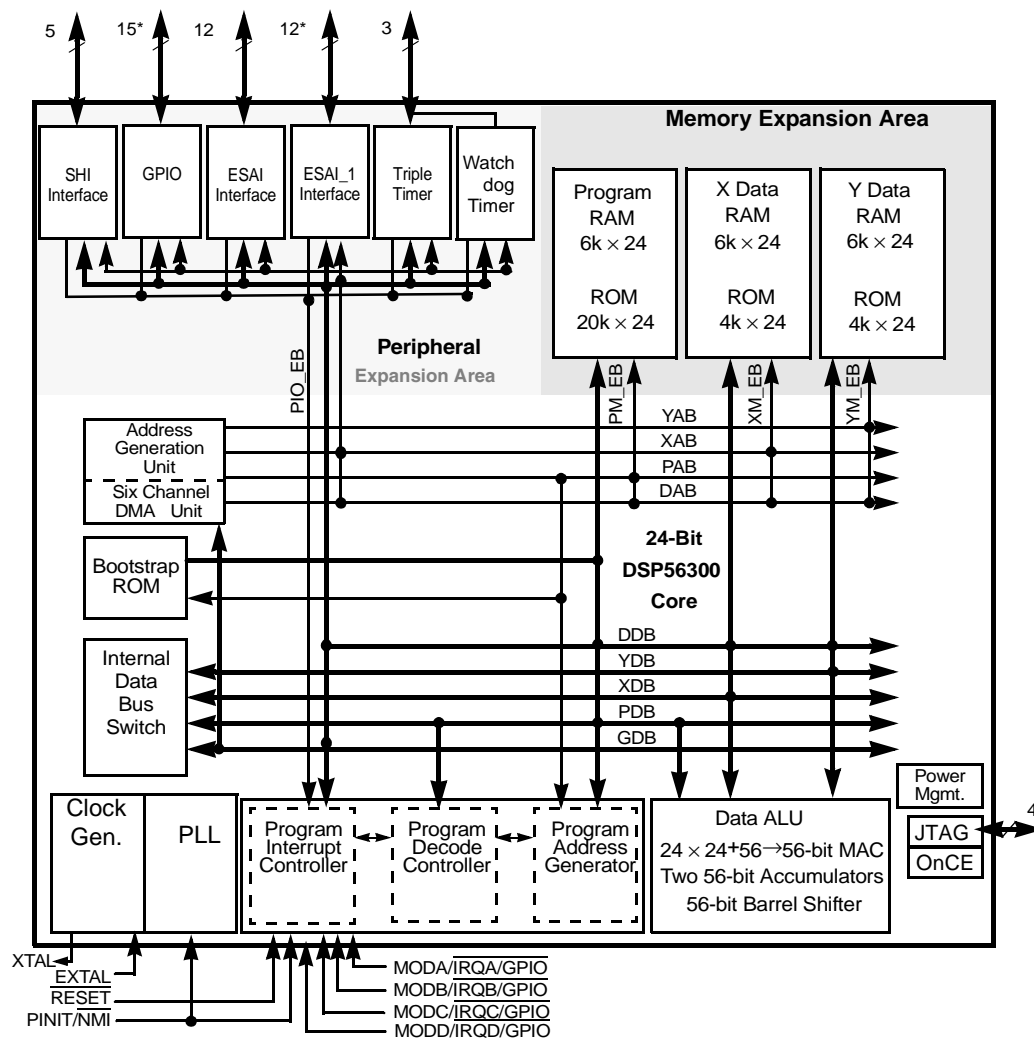 5
15*
12
12*
3
Memory Expansion Area
SHI
Interface
GPIO
ESAI
Interface
ESAI_1
Interface
Triple
Timer
Watch
dog
Timer
Program
RAM
6k × 24
ROM
20k × 24
X Data
RAM
6k × 24
ROM
4k × 24
Y Data
RAM
6k × 24
ROM
4k × 24
Peripheral
Expansion Area
PIO_EB
PM_EB
XM_EB
YM_EB
Address
Generation
Unit
Six Channel
DMA Unit
YAB
XAB
PAB
DAB
24-Bit
DSP56300
Core
Bootstrap
ROM
Internal
Data
Bus
Switch
DDB
YDB
XDB
PDB
GDB
Power
Mgmt.
Clock
Gen.
PLL
Program
Interrupt
Controller
Program
Decode
Controller
Program
Address
Generator
Data ALU
24 × 24+56→56-bit MAC
Two 56-bit Accumulators
56-bit Barrel Shifter
JTAG
OnCE
4
XTAL
EXTAL
RESET
PINIT/NMI
MODA/IRQA/GPIO
MODB/IRQB/GPIO
MODC/IRQC/GPIO
MODD/IRQD/GPIO